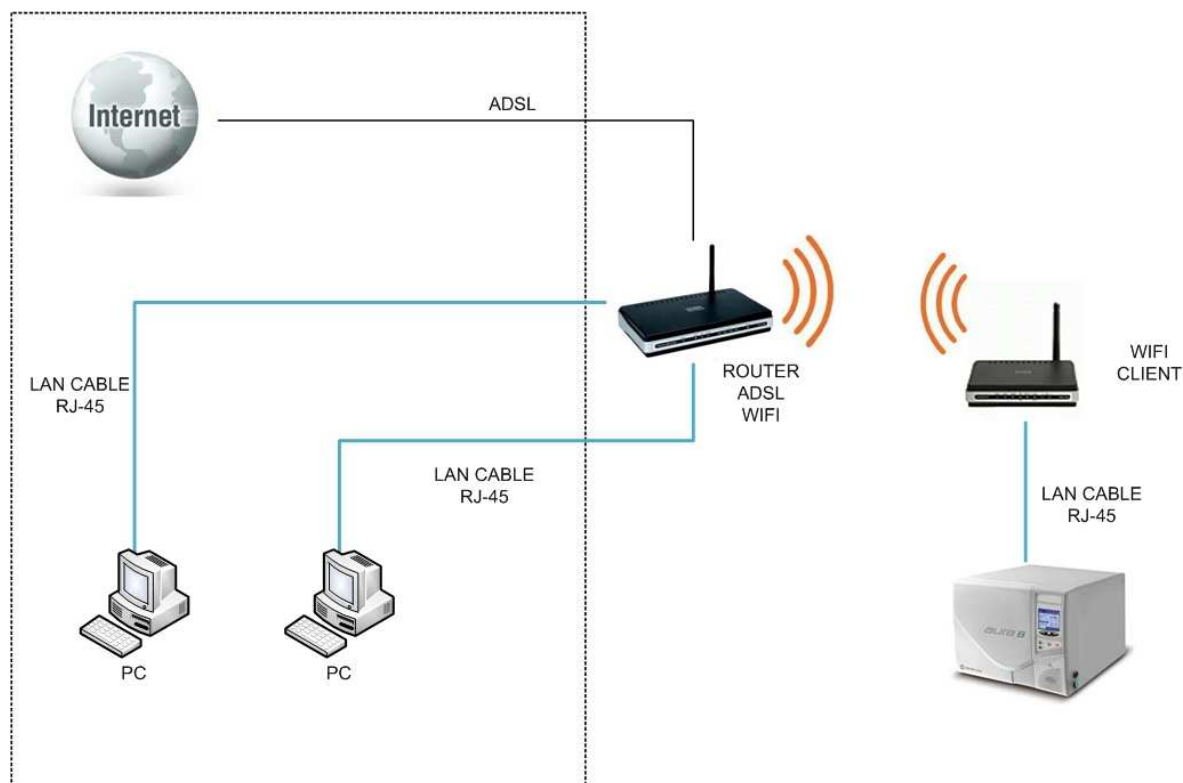 Internet
ADSL
ROUTER
ADSL
WIFI
WIFI
CLIENT
LAN CABLE
RJ-45
LAN CABLE
RJ-45
LAN CABLE
RJ-45
aura B
PC
PC